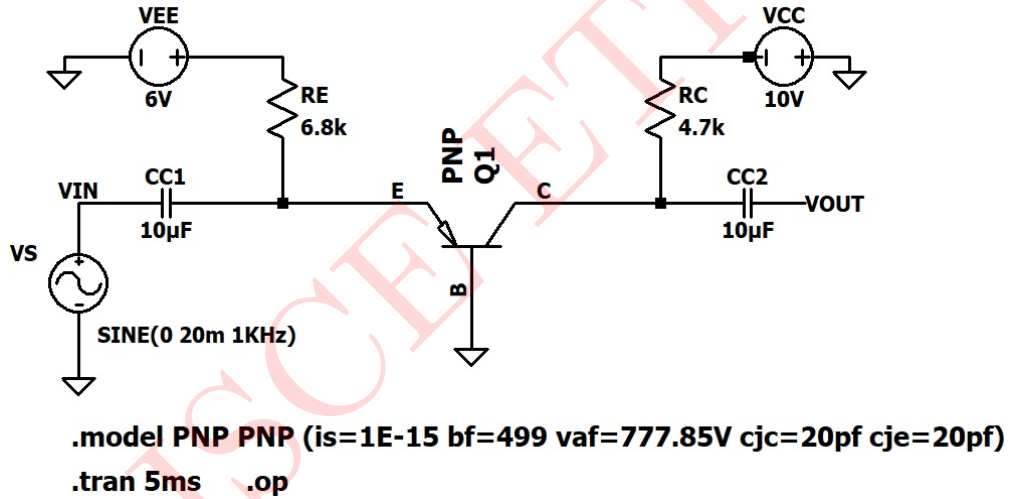 VEE
VCC
6V
10V
RE
6.8k
RC
4.7k
PNP
Q1
VIN
CC1
10µF
E
C
CC2
10µF
VOUT
VS
B
SINE(0 20m 1KHz)
.model PNP PNP (is=1E-15 bf=499 vaf=777.85V cjc=20pf cje=20pf)
.tran 5ms .op
ISCE ETI